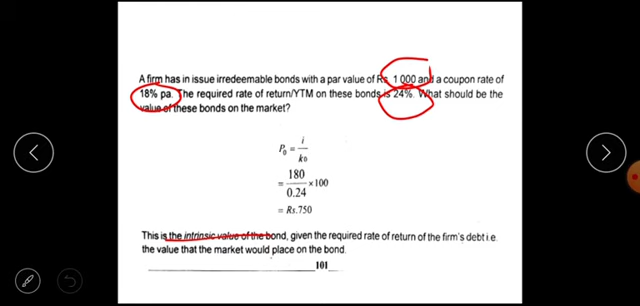 A firm has in issue irredeemable bonds with a par value of Rs. 1 000 and a coupon rate of
18% pa. The required rate of return/YTM on these bonds is 24%. What should be the
value of these bonds on the market?
P₀ = i / k₀
= 180 / 0.24 × 100
= Rs.750
This is the intrinsic value of the bond, given the required rate of return of the firm's debt i.e.
the value that the market would place on the bond.
101